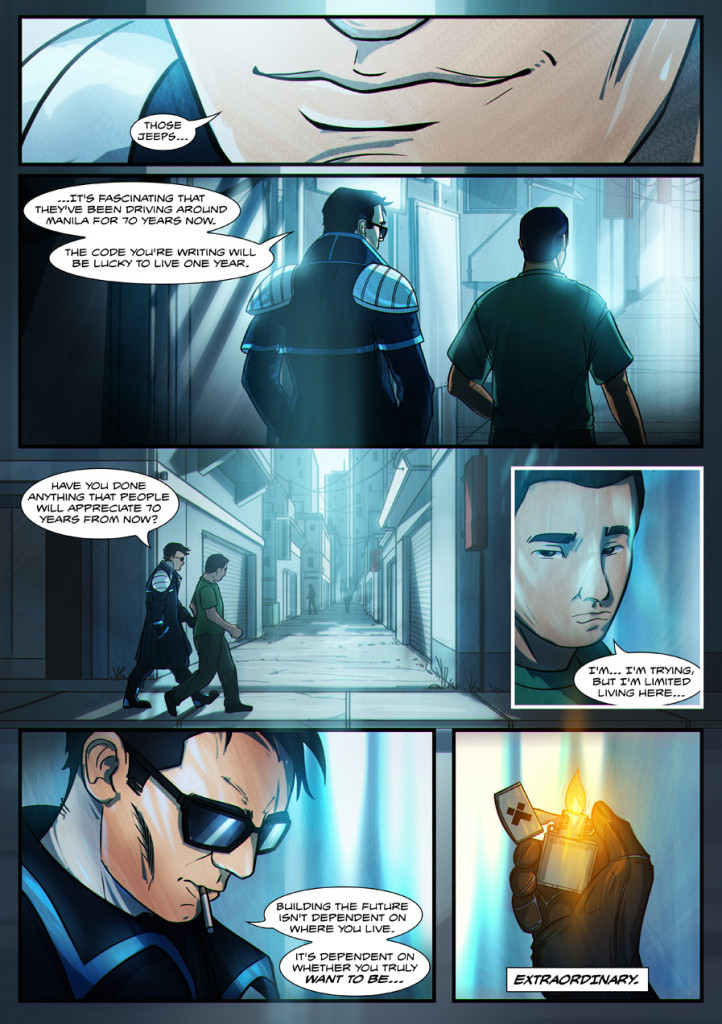 THOSE
JEEPS...
...IT'S FASCINATING THAT
THEY'VE BEEN DRIVING AROUND
MANILA FOR 70 YEARS NOW.
THE CODE YOU'RE WRITING WILL
BE LUCKY TO LIVE ONE YEAR.
HAVE YOU DONE
ANYTHING THAT PEOPLE
WILL APPRECIATE 70
YEARS FROM NOW?
I'M... I'M TRYING,
BUT I'M LIMITED
LIVING HERE...
BUILDING THE FUTURE
ISN'T DEPENDENT ON
WHERE YOU LIVE.
IT'S DEPENDENT ON
WHETHER YOU TRULY
WANT TO BE...
EXTRAORDINARY.